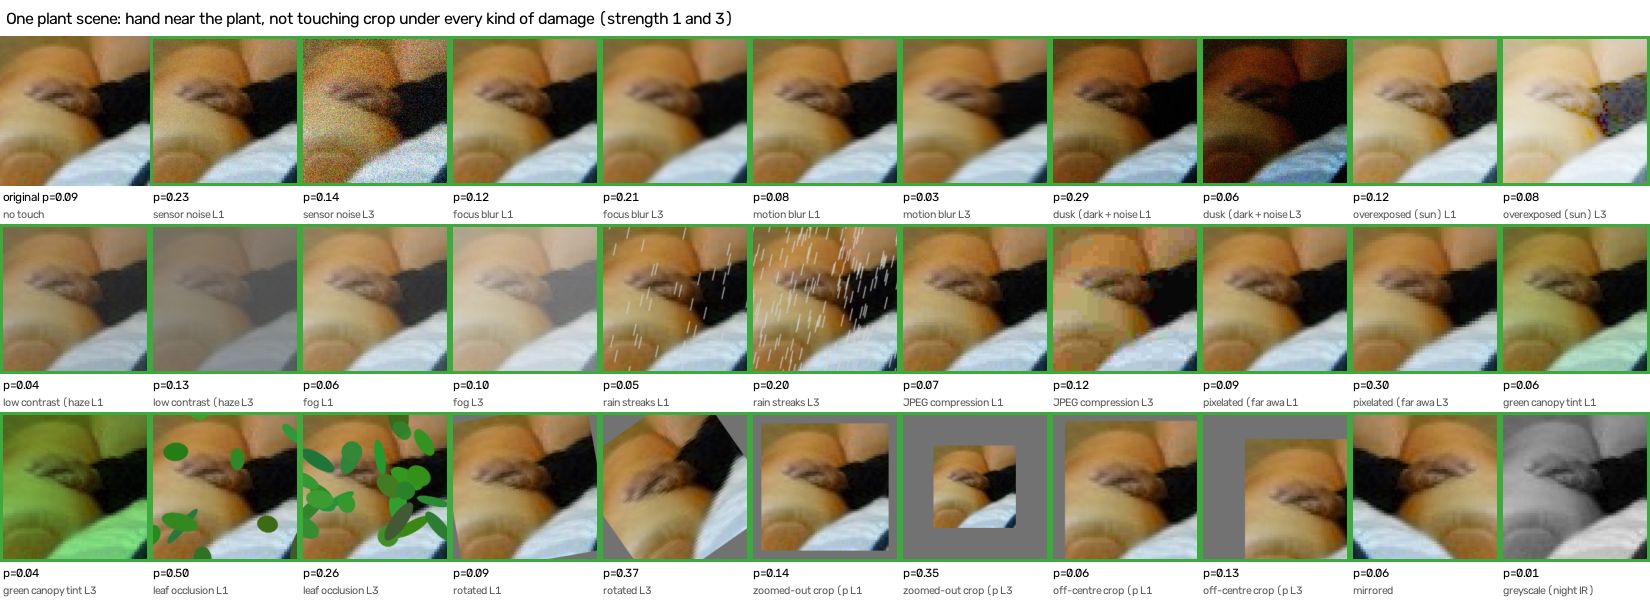 One plant scene: hand near the plant, not touching crop under every kind of damage (strength 1 and 3)
original p=0.09 p=0.23 p=0.14 p=0.12 p=0.21 p=0.08 p=0.03 p=0.29 p=0.06 p=0.12 p=0.08
no touch sensor noise L1 sensor noise L3 focus blur L1 focus blur L3 motion blur L1 motion blur L3 dusk (dark + noise L1 dusk (dark + noise L3 overexposed (sun) L1 overexposed (sun) L3
p=0.04 p=0.13 p=0.06 p=0.10 p=0.05 p=0.20 p=0.07 p=0.12 p=0.09 p=0.30 p=0.06
low contrast (haze L1 low contrast (haze L3 fog L1 fog L3 rain streaks L1 rain streaks L3 JPEG compression L1 JPEG compression L3 pixelated (far awa L1 pixelated (far awa L3 green canopy tint L1
p=0.04 p=0.50 p=0.26 p=0.09 p=0.37 p=0.14 p=0.35 p=0.06 p=0.13 p=0.06 p=0.01
green canopy tint L3 leaf occlusion L1 leaf occlusion L3 rotated L1 rotated L3 zoomed-out crop (p L1 zoomed-out crop (p L3 off-centre crop (p L1 off-centre crop (p L3 mirrored greyscale (night IR)